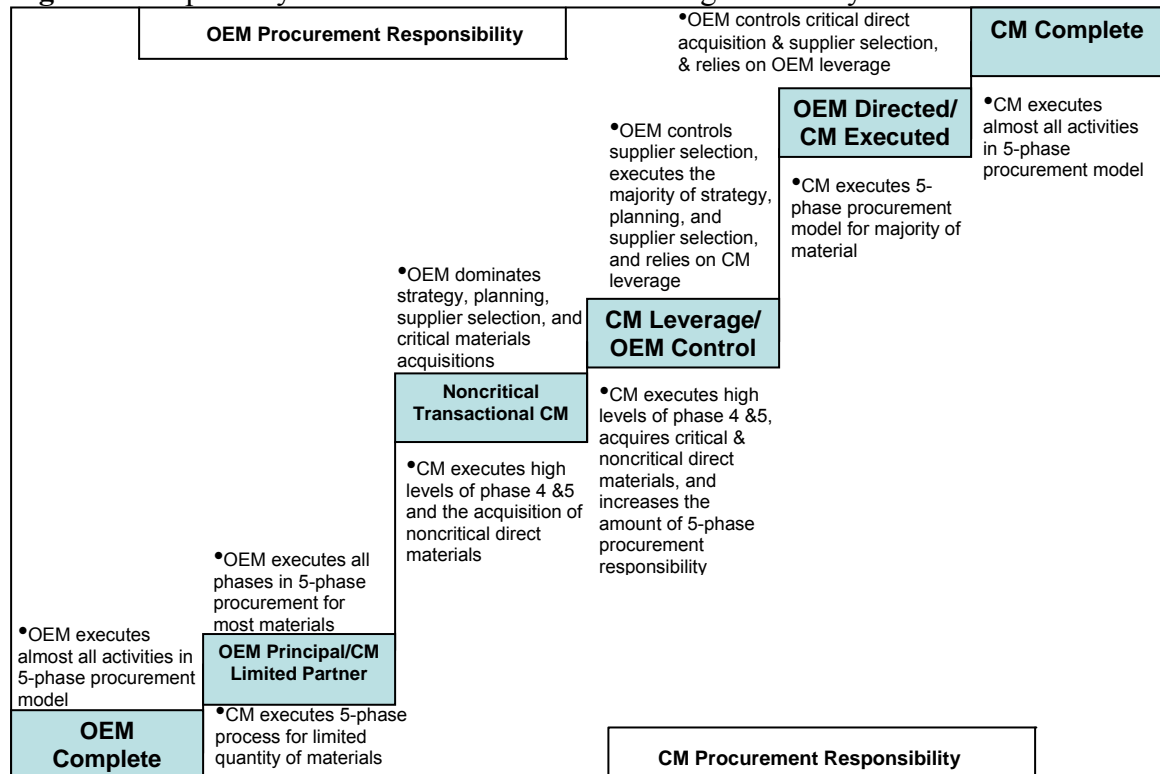 OEM Procurement Responsibility
•OEM controls critical direct
acquisition & supplier selection,
& relies on OEM leverage
CM Complete
•CM executes
almost all activities
in 5-phase
procurement model
OEM Directed/
CM Executed
•CM executes 5-
phase procurement
model for majority of
material
•OEM controls
supplier selection,
executes the
majority of strategy,
planning, and
supplier selection,
and relies on CM
leverage
CM Leverage/
OEM Control
•CM executes high
levels of phase 4 &5,
acquires critical &
noncritical direct
materials, and
increases the
amount of 5-phase
procurement
responsibility
•OEM dominates
strategy, planning,
supplier selection, and
critical materials
acquisitions
Noncritical
Transactional CM
•CM executes high
levels of phase 4 &5
and the acquisition of
noncritical direct
materials
•OEM executes all
phases in 5-phase
procurement for
most materials
OEM Principal/CM
Limited Partner
•CM executes 5-phase
process for limited
quantity of materials
•OEM executes
almost all activities in
5-phase procurement
model
OEM
Complete
CM Procurement Responsibility